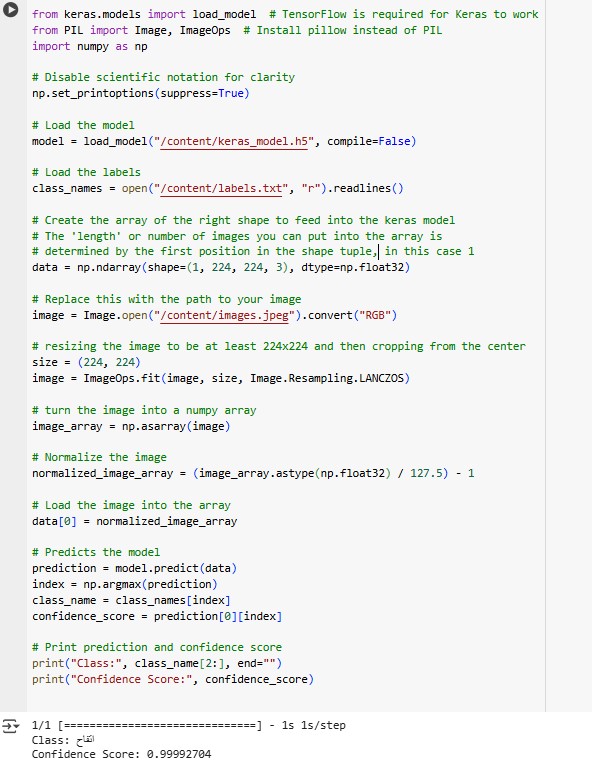 from keras.models import load_model  # TensorFlow is required for Keras to work
from PIL import Image, ImageOps  # Install pillow instead of PIL
import numpy as np
# Disable scientific notation for clarity
np.set_printoptions(suppress=True)
# Load the model
model = load_model("/content/keras_model.h5", compile=False)
# Load the labels
class_names = open("/content/labels.txt", "r").readlines()
# Create the array of the right shape to feed into the keras model
# The 'length' or number of images you can put into the array is
# determined by the first position in the shape tuple, in this case 1
data = np.ndarray(shape=(1, 224, 224, 3), dtype=np.float32)
# Replace this with the path to your image
image = Image.open("/content/images.jpeg").convert("RGB")
# resizing the image to be at least 224x224 and then cropping from the center
size = (224, 224)
image = ImageOps.fit(image, size, Image.Resampling.LANCZOS)
# turn the image into a numpy array
image_array = np.asarray(image)
# Normalize the image
normalized_image_array = (image_array.astype(np.float32) / 127.5) - 1
# Load the image into the array
data[0] = normalized_image_array
# Predicts the model
prediction = model.predict(data)
index = np.argmax(prediction)
class_name = class_names[index]
confidence_score = prediction[0][index]
# Print prediction and confidence score
print("Class:", class_name[2:], end="")
print("Confidence Score:", confidence_score)
1/1 [==============================] - 1s 1s/step
Class:
Confidence Score: 0.99992704